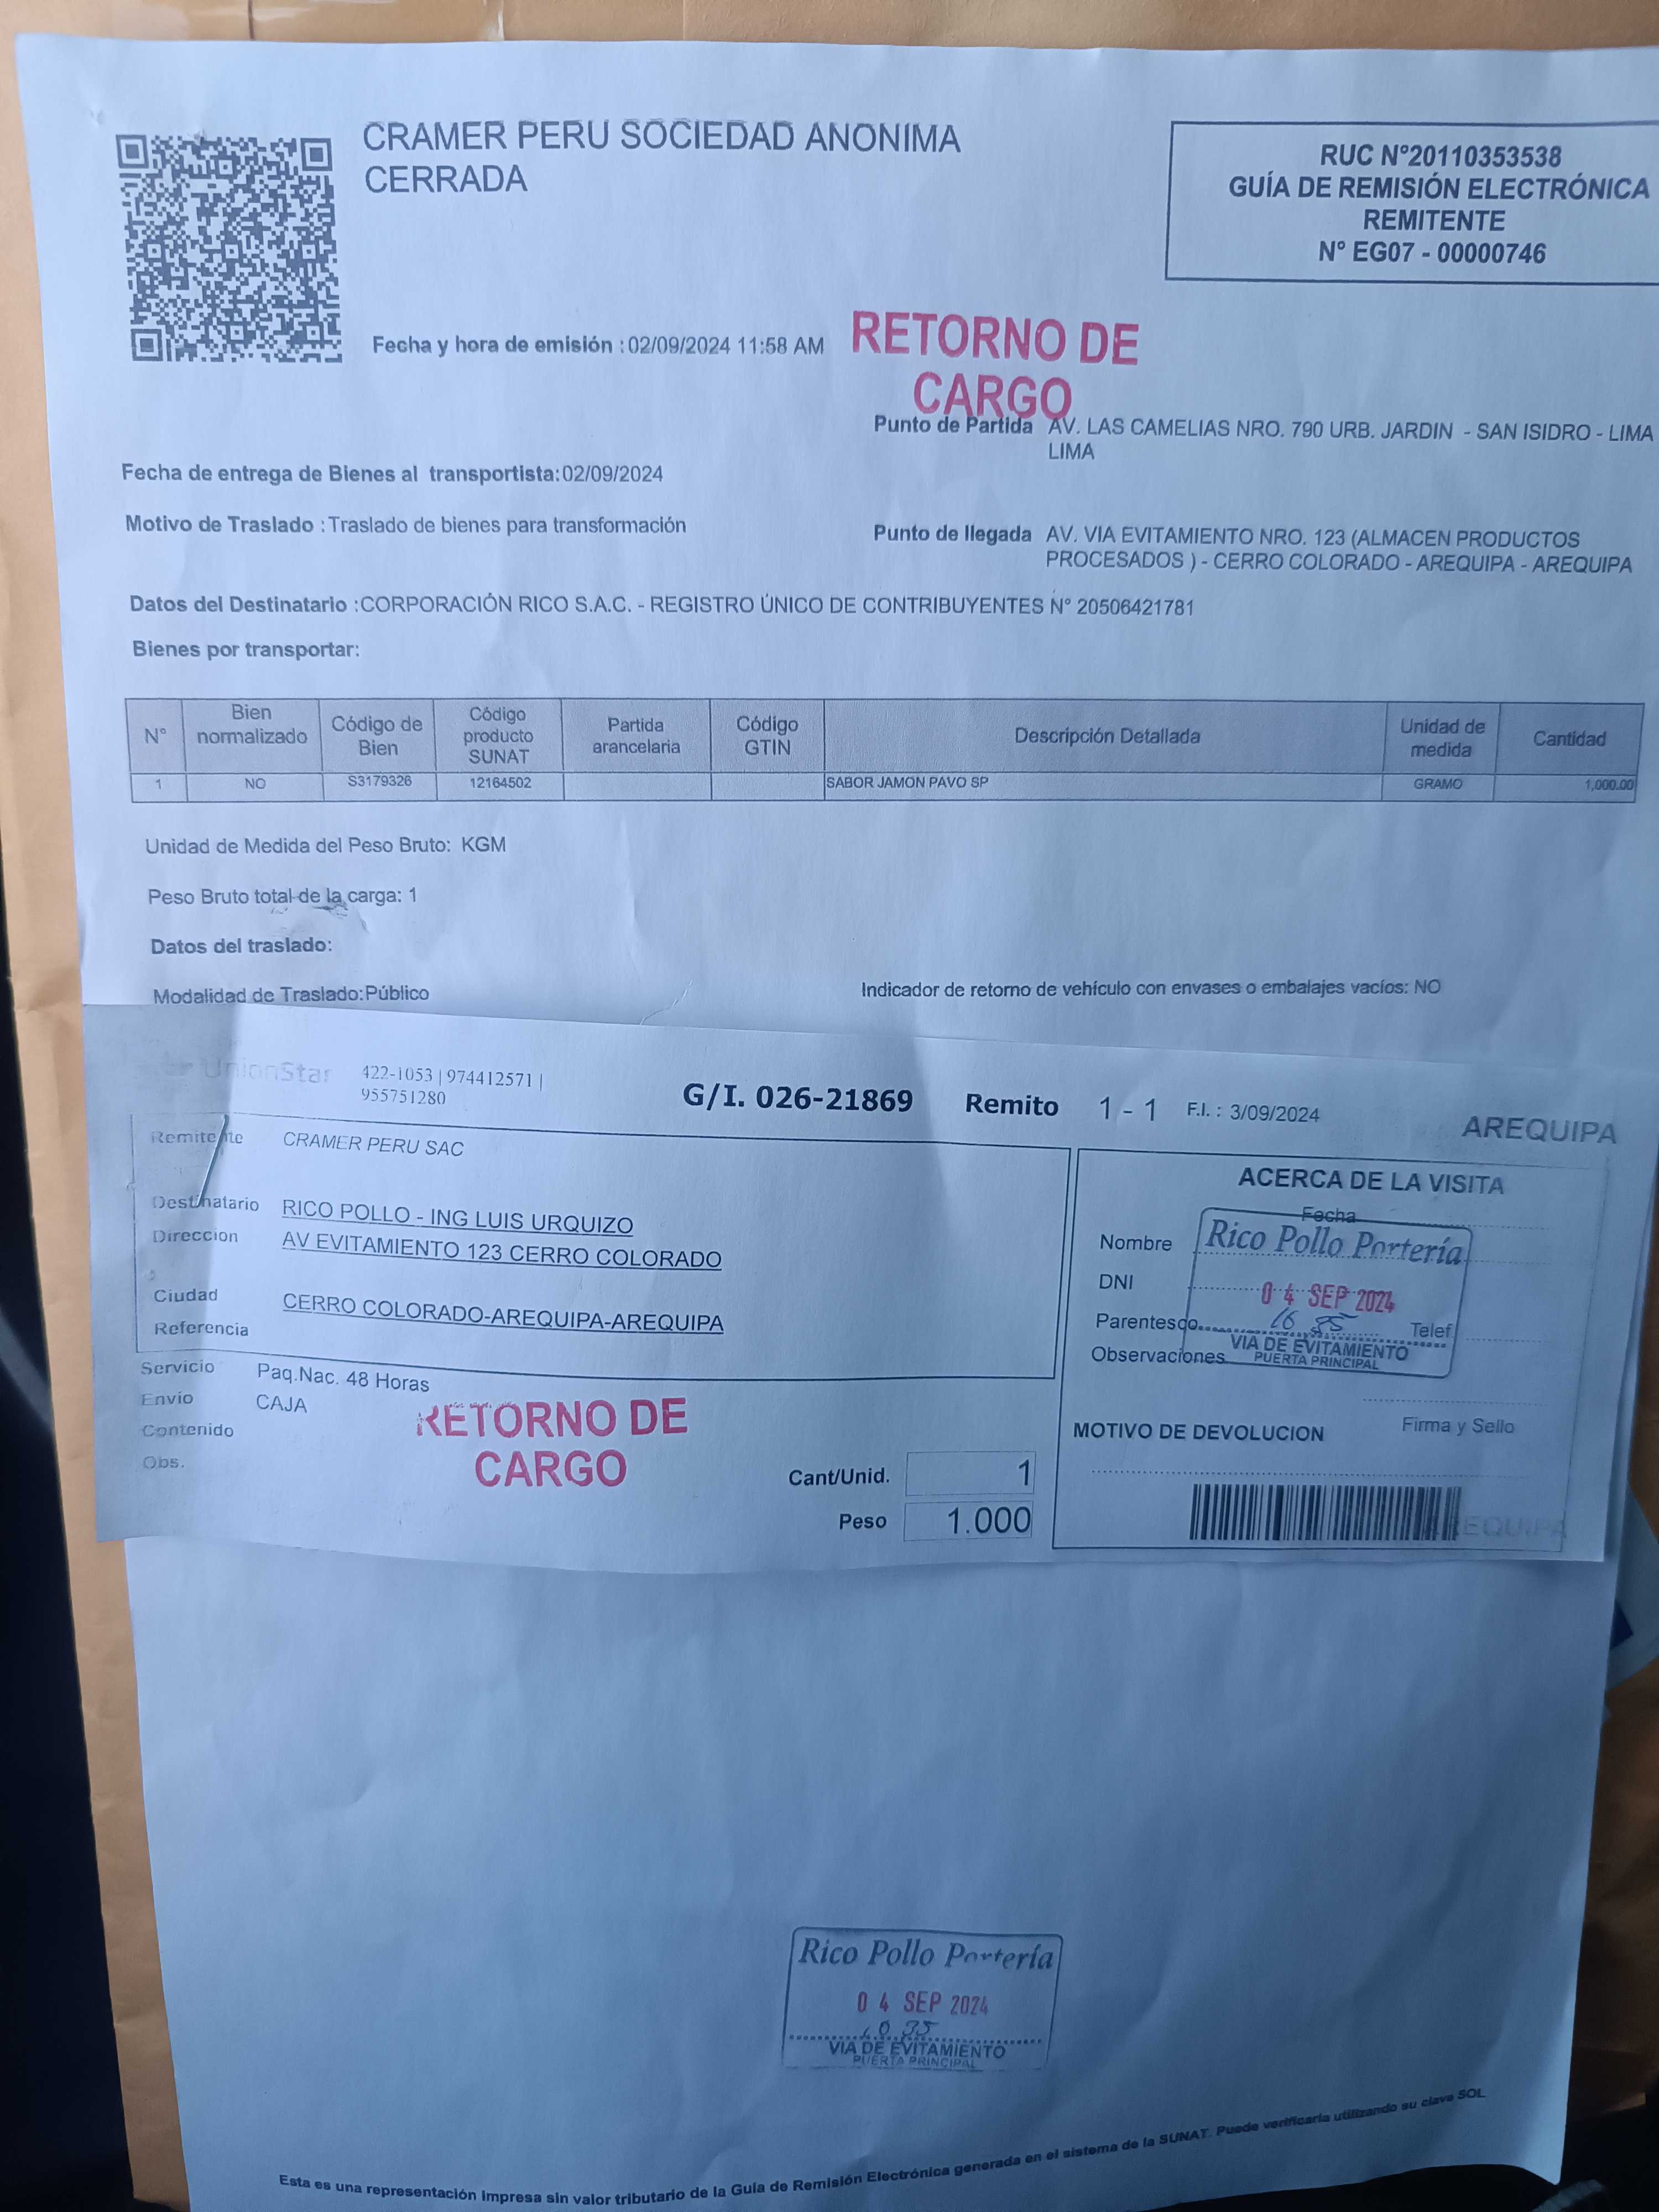 CRAMER PERU SOCIEDAD ANONIMA
CERRADA
RUC N°20110353538
GUÍA DE REMISIÓN ELECTRÓNICA
REMITENTE
N° EG07 - 00000746
Fecha y hora de emisión : 02/09/2024 11:58 AM
RETORNO DE
CARGO
Punto de Partida AV. LAS CAMELIAS NRO. 790 URB. JARDIN - SAN ISIDRO - LIMA
LIMA
Fecha de entrega de Bienes al transportista:02/09/2024
Motivo de Traslado : Traslado de bienes para transformación
Punto de llegada AV. VIA EVITAMIENTO NRO. 123 (ALMACEN PRODUCTOS
PROCESADOS ) - CERRO COLORADO - AREQUIPA - AREQUIPA
Datos del Destinatario :CORPORACIÓN RICO S.A.C. - REGISTRO ÚNICO DE CONTRIBUYENTES N° 20506421781
Bienes por transportar:
N° Bien normalizado Código de Bien Código producto SUNAT Partida arancelaria Código GTIN Descripción Detallada Unidad de medida Cantidad
1 NO S3179326 12164502 SABOR JAMON PAVO SP GRAMO 1,000.00
Unidad de Medida del Peso Bruto: KGM
Peso Bruto total de la carga: 1
Datos del traslado:
Modalidad de Traslado:Público
Indicador de retorno de vehículo con envases o embalajes vacíos: NO
UnionStar
422-1053 | 974412571 |
955751280
G/I. 026-21869 Remito 1 - 1 F.I. : 3/09/2024
AREQUIPA
Remitente CRAMER PERU SAC
Destinatario RICO POLLO - ING LUIS URQUIZO
Direccion AV EVITAMIENTO 123 CERRO COLORADO
Ciudad CERRO COLORADO-AREQUIPA-AREQUIPA
Referencia
Servicio Paq.Nac. 48 Horas
Envio CAJA
Contenido
Obs.
RETORNO DE
CARGO
Cant/Unid. 1
Peso 1.000
ACERCA DE LA VISITA
Fecha
Nombre
DNI
Parentesco
Telef
Observaciones
Rico Pollo Portería
04 SEP 2024
VIA DE EVITAMIENTO
PUERTA PRINCIPAL
Firma y Sello
MOTIVO DE DEVOLUCION
AREQUIPA
Rico Pollo Portería
04 SEP 2024
VIA DE EVITAMIENTO
PUERTA PRINCIPAL
Esta es una representación impresa sin valor tributario de la Guía de Remisión Electrónica generada en el sistema de la SUNAT. Puede verificarla utilizando su clave SOL